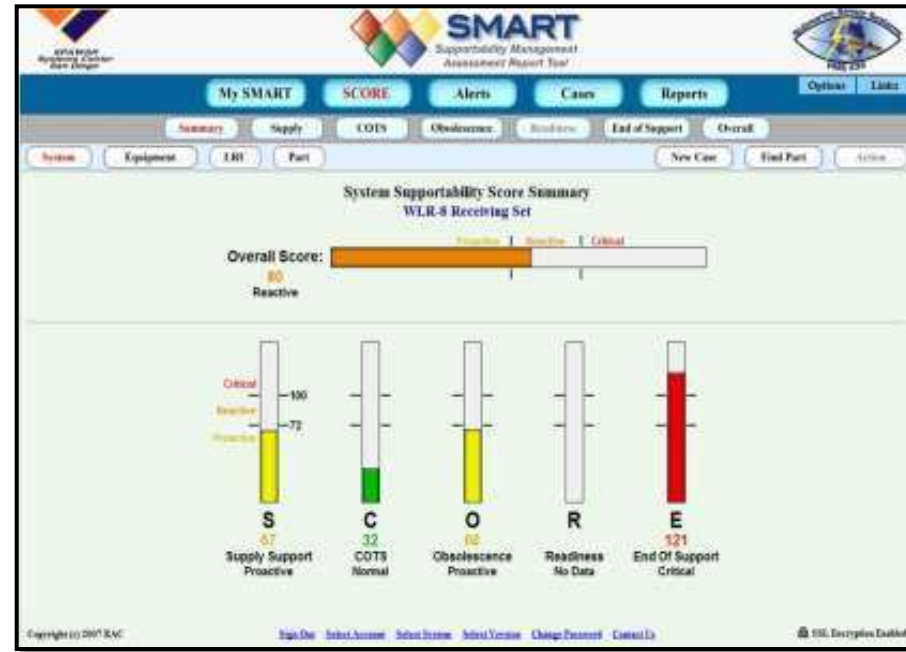 SMART
Supportability Management
Assessment Report Tool
Options Links
My SMART SCORE Alerts Cases Reports
Summary Supply COTS Obsolescence Readiness End of Support Overall
System Equipment LRU Part New Case Find Part Action
System Supportability Score Summary
WLR-8 Receiving Set
Proactive Reactive Critical
Overall Score:
80
Reactive
Critical
100
Reactive
72
Proactive
S C O R E
67 32 68 121
Supply Support COTS Obsolescence Readiness End Of Support
Proactive Normal Proactive No Data Critical
Copyright (c) 2007 RAC Sign Out Select Account Select System Select Version Change Password Contact Us SSL Encryption Enabled